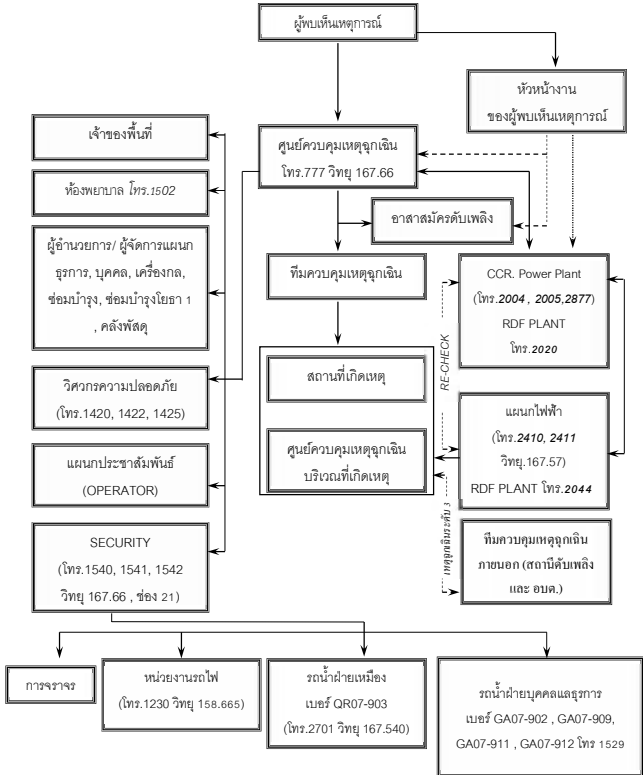 ผู้พบเห็นเหตุการณ์
หัวหน้างาน
ของผู้พบเห็นเหตุการณ์
เจ้าของพื้นที่
ศูนย์ควบคุมเหตุฉุกเฉิน
โทร.777 วิทยุ 167.66
ห้องพยาบาล โทร.1502
อาสาสมัครดับเพลิง
ผู้อำนวยการ/ ผู้จัดการแผนก
ธุรการ, บุคคล, เครื่องกล,
ซ่อมบำรุง, ซ่อมบำรุงโยธา 1
, คลังพัสดุ
ทีมควบคุมเหตุฉุกเฉิน
CCR. Power Plant
(โทร.2004 , 2005,2877)
RDF PLANT
โทร.2020
RE-CHECK
สถานที่เกิดเหตุ
วิศวกรความปลอดภัย
(โทร.1420, 1422, 1425)
แผนกไฟฟ้า
(โทร.2410, 2411
วิทยุ.167.57)
RDF PLANT โทร.2044
ศูนย์ควบคุมเหตุฉุกเฉิน
บริเวณที่เกิดเหตุ
แผนกประชาสัมพันธ์
(OPERATOR)
เหตุฉุกเฉินระดับ 3
ทีมควบคุมเหตุฉุกเฉิน
ภายนอก (สถานีดับเพลิง
และ อบต.)
SECURITY
(โทร.1540, 1541, 1542
วิทยุ 167.66 , ช่อง 21)
การจราจร
หน่วยงานรถไฟ
(โทร.1230 วิทยุ 158.665)
รถน้ำฝ่ายเหมือง
เบอร์ QR07-903
(โทร.2701 วิทยุ 167.540)
รถน้ำฝ่ายบุคคลแลธุรการ
เบอร์ GA07-902 , GA07-909,
GA07-911 , GA07-912 โทร 1529